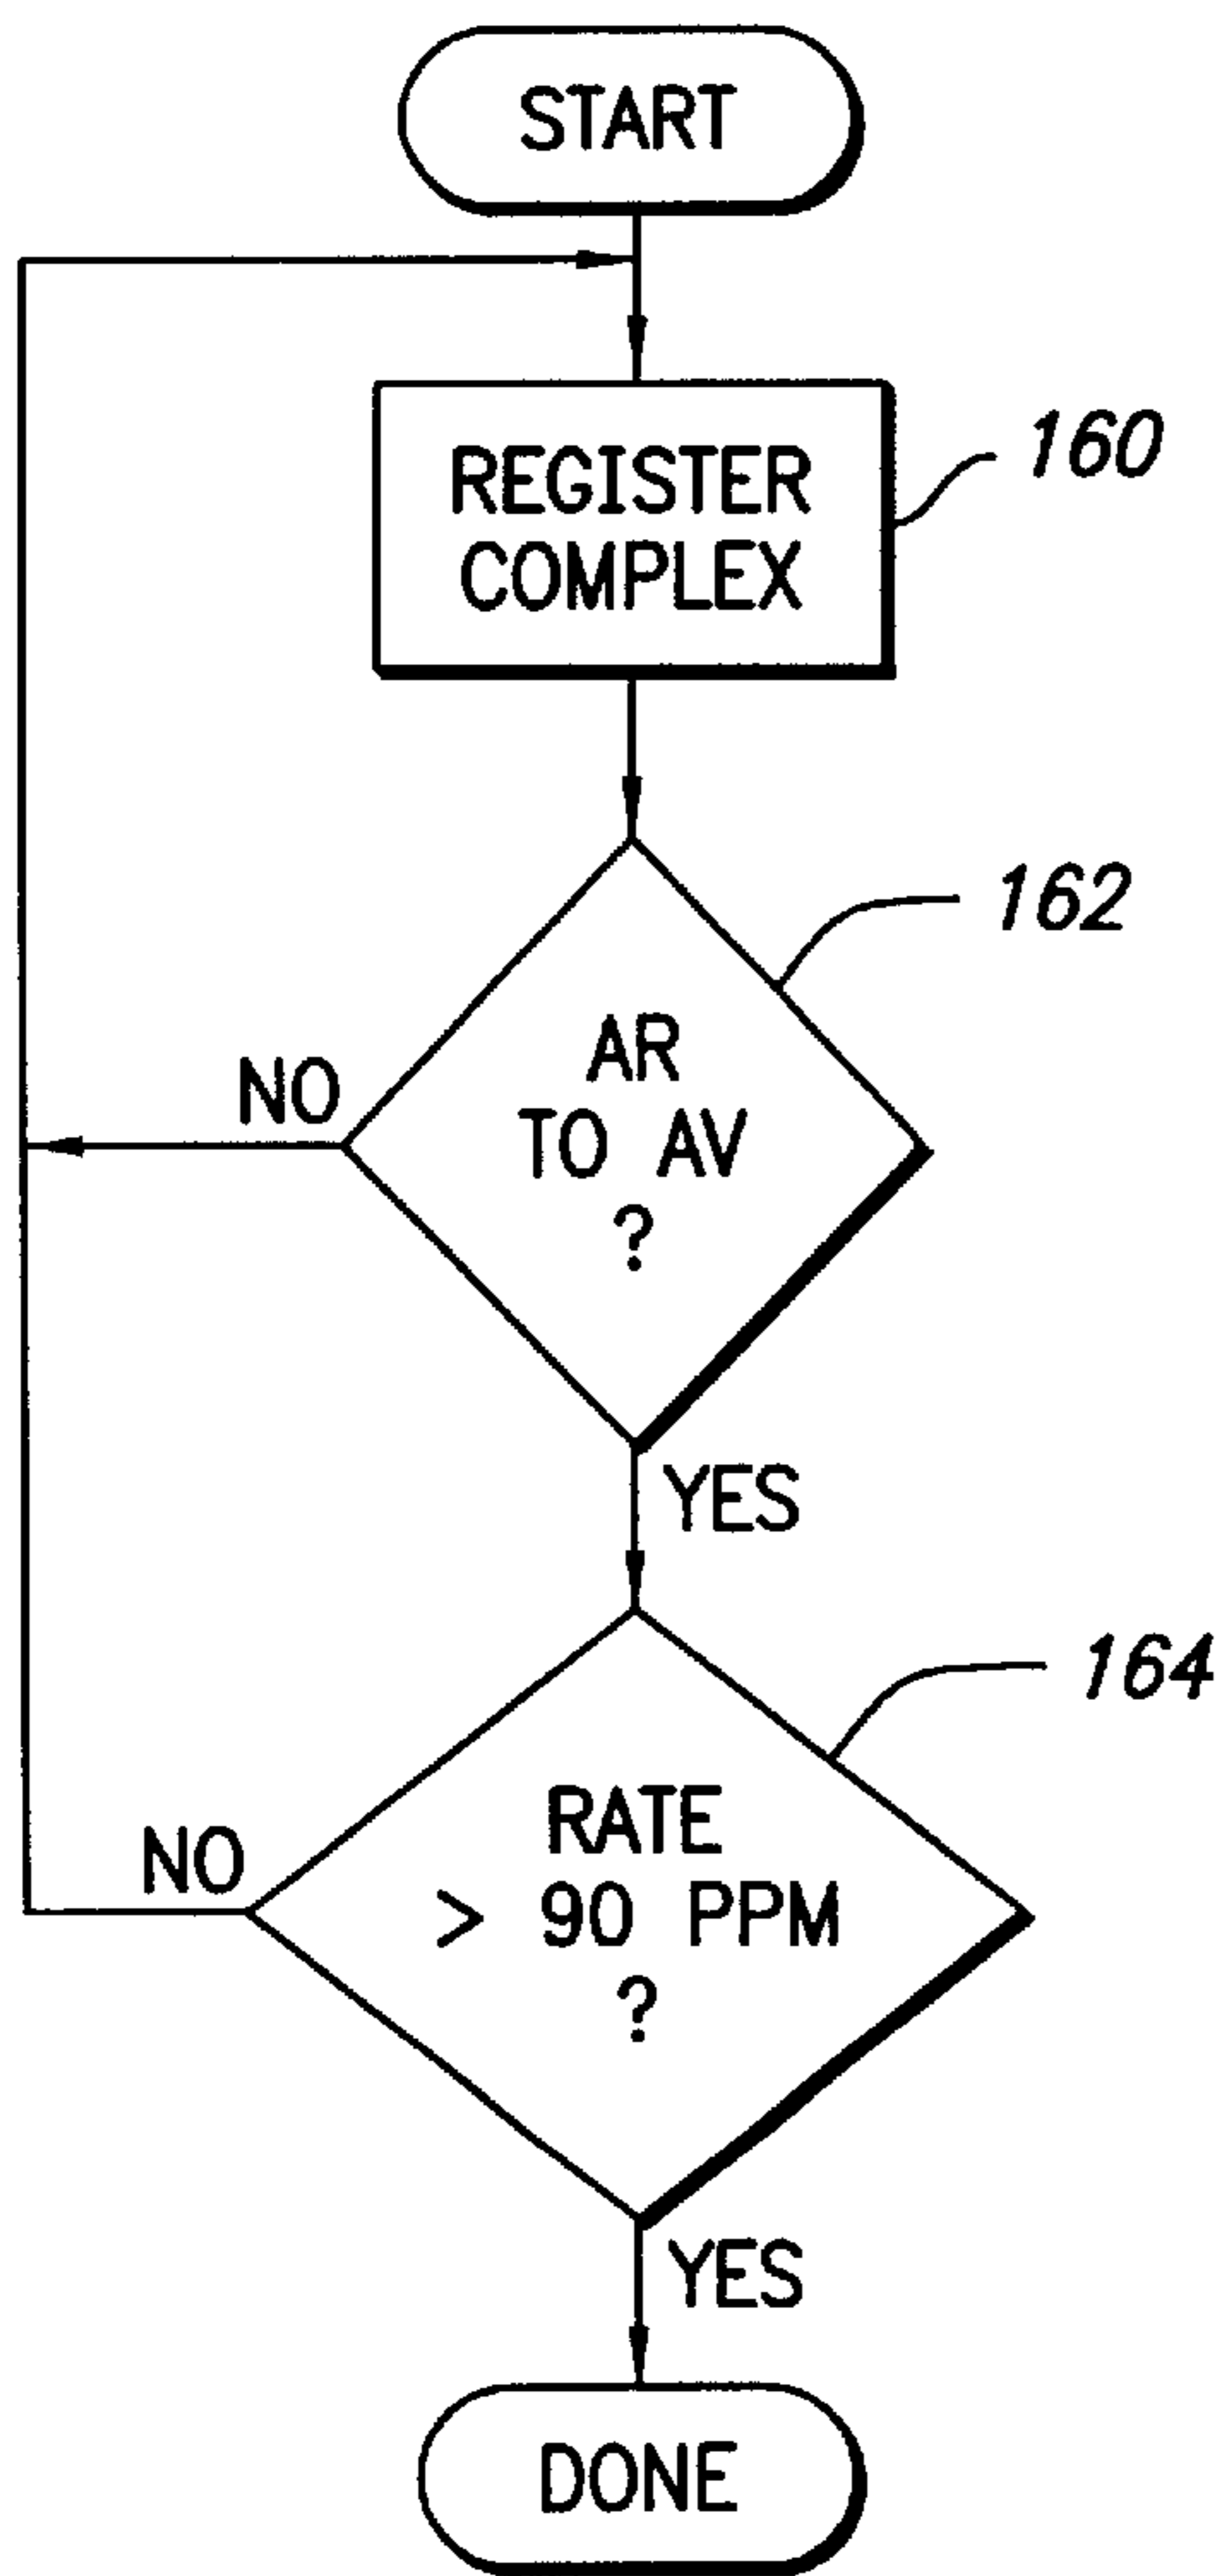 START
REGISTER
COMPLEX
160
162
AR
TO AV
?
NO
YES
164
RATE
> 90 PPM
?
NO
YES
DONE